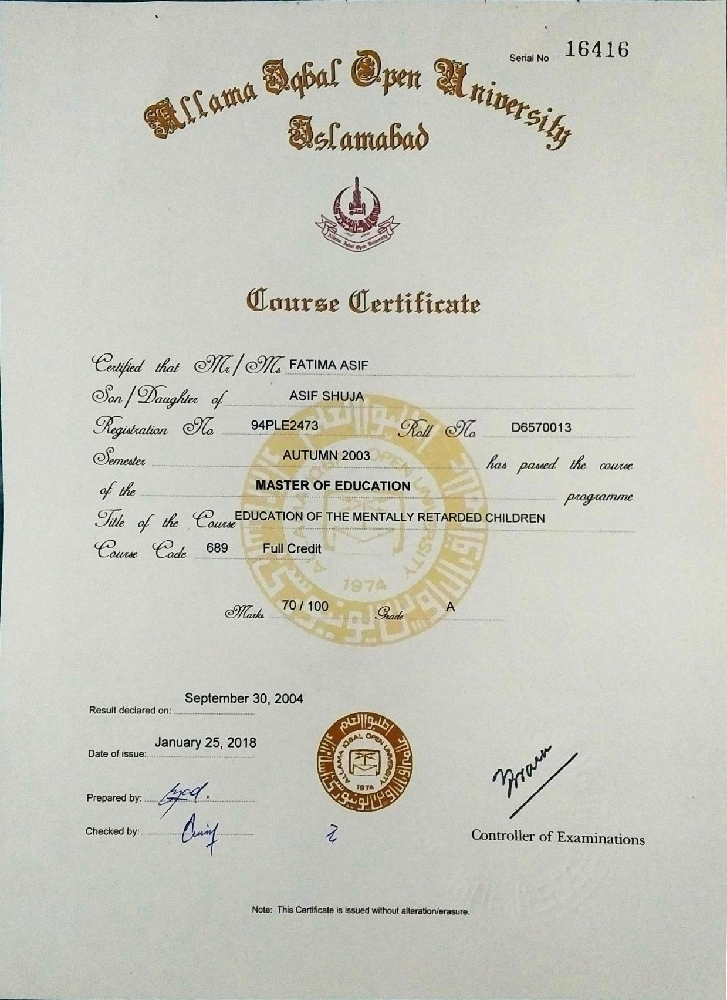 Serial No 16416
Allama Iqbal Open University
Islamabad
Allama Iqbal Open University
Course Certificate
Certified that Mr/Ms FATIMA ASIF
Son/Daughter of ASIF SHUJA
Registration No 94PLE2473 Roll No D6570013
Semester AUTUMN 2003 has passed the course
of the MASTER OF EDUCATION programme
Title of the Course EDUCATION OF THE MENTALLY RETARDED CHILDREN
Course Code 689 Full Credit
ALLAMA IQBAL OPEN UNIVERSITY
1974
Marks 70 / 100 Grade A
Result declared on: September 30, 2004
Date of issue: January 25, 2018
ALLAMA IQBAL OPEN UNIVERSITY
1974
Prepared by:
Checked by:
Controller of Examinations
Note: This Certificate is issued without alteration/erasure.